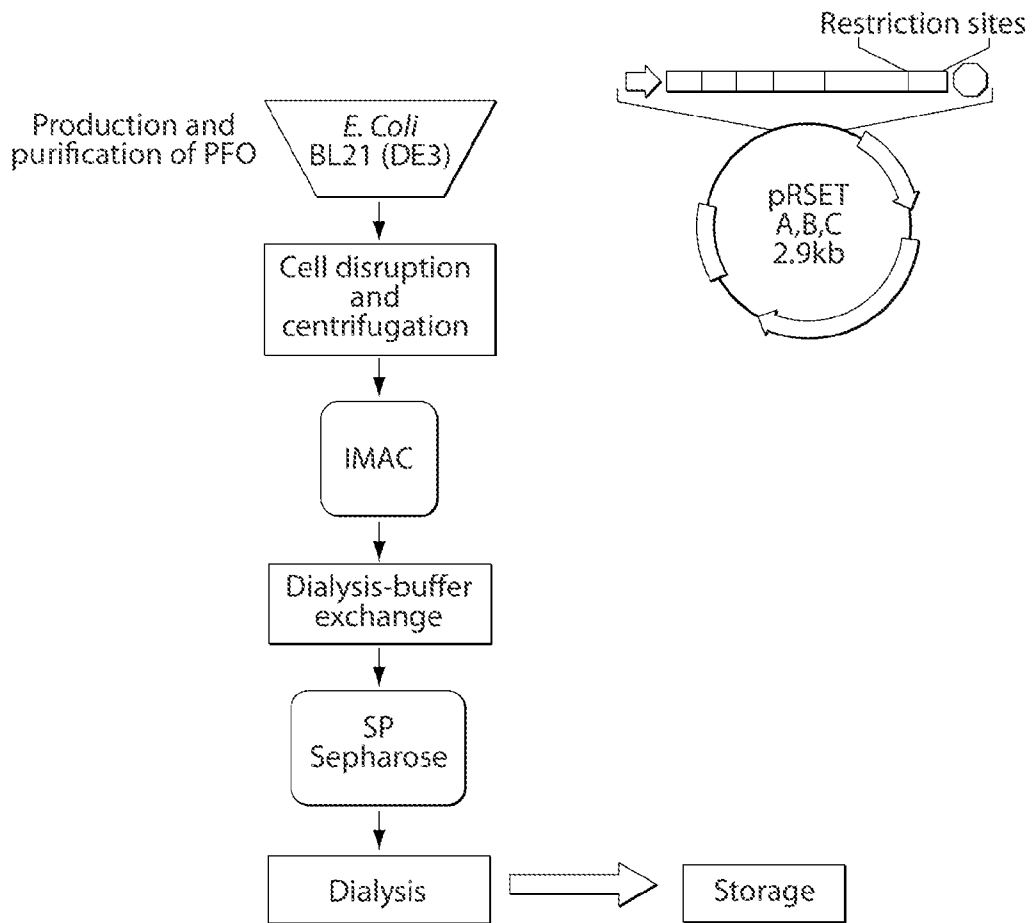 Restriction sites
Production and
purification of PFO
E. Coli
BL21 (DE3)
pRSET
A,B,C
2.9kb
Cell disruption
and
centrifugation
IMAC
Dialysis-buffer
exchange
SP
Sepharose
Dialysis
Storage